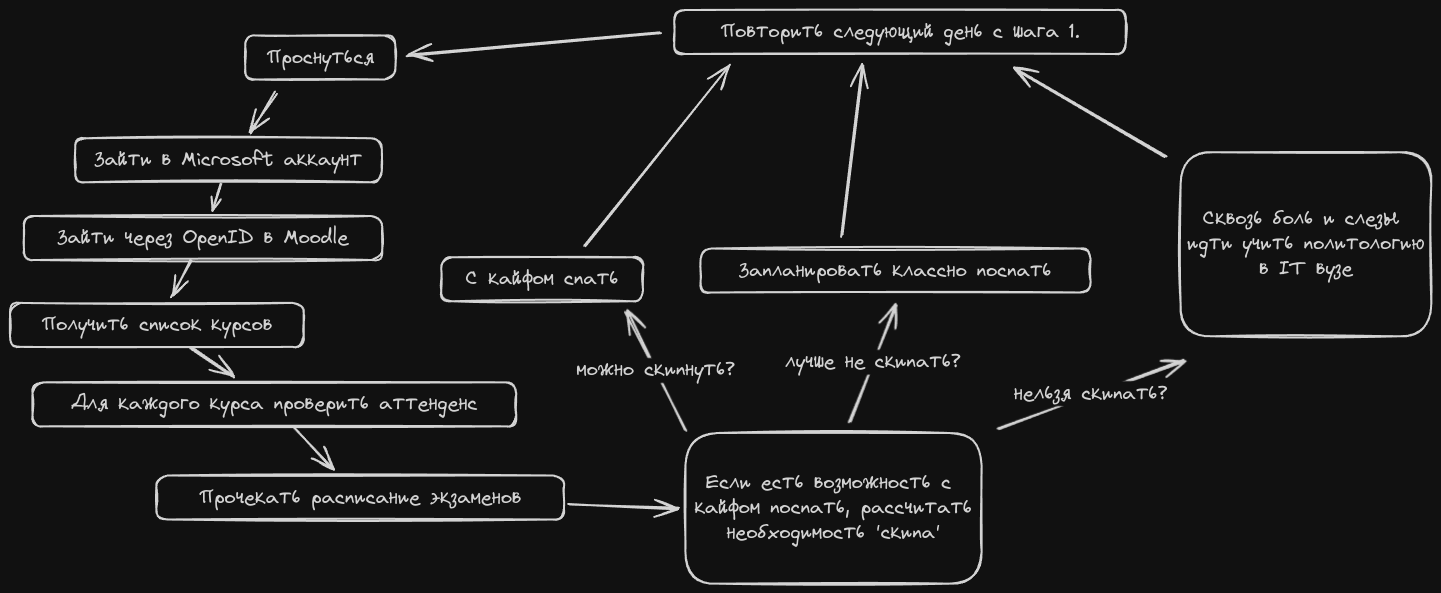 Повторить следующий день с шага 1.
Проснуться
Зайти в Microsoft аккаунт
Зайти через OpenID в Moodle
Получить список курсов
Для каждого курса проверить аттенденс
Прочекать расписание экзаменов
Если есть возможность с
кайфом поспать, рассчитать
необходимость 'скипа'
можно скипнуть?
лучше не скипать?
нельзя скипать?
С кайфом спать
Запланировать классно поспать
Сквозь боль и слезы
идти учить политологию
в IT вузе